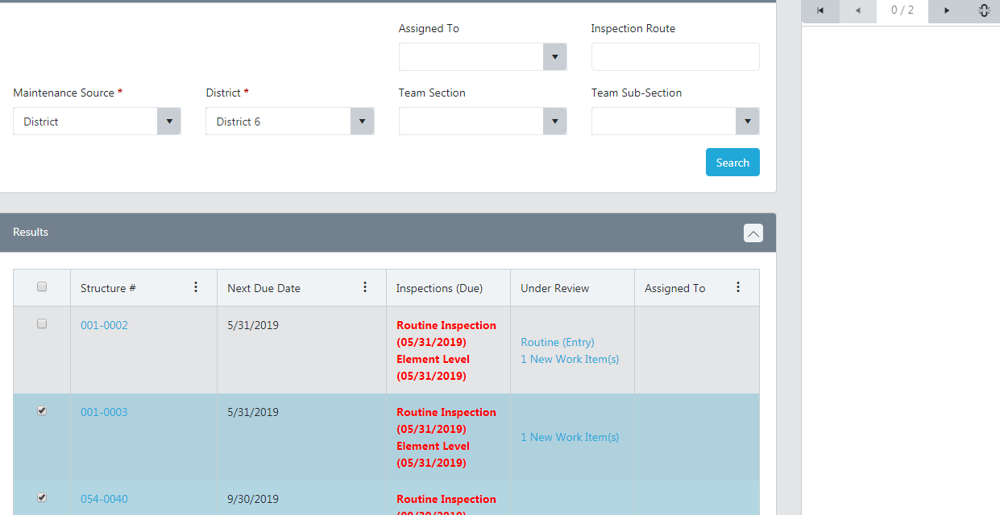 0 / 2
Assigned To
Inspection Route
Maintenance Source *
District *
Team Section
Team Sub-Section
District
District 6
Search
Results
Structure #
Next Due Date
Inspections (Due)
Under Review
Assigned To
001-0002
5/31/2019
Routine Inspection
(05/31/2019)
Element Level
(05/31/2019)
Routine (Entry)
1 New Work Item(s)
001-0003
5/31/2019
Routine Inspection
(05/31/2019)
Element Level
(05/31/2019)
1 New Work Item(s)
054-0040
9/30/2019
Routine Inspection